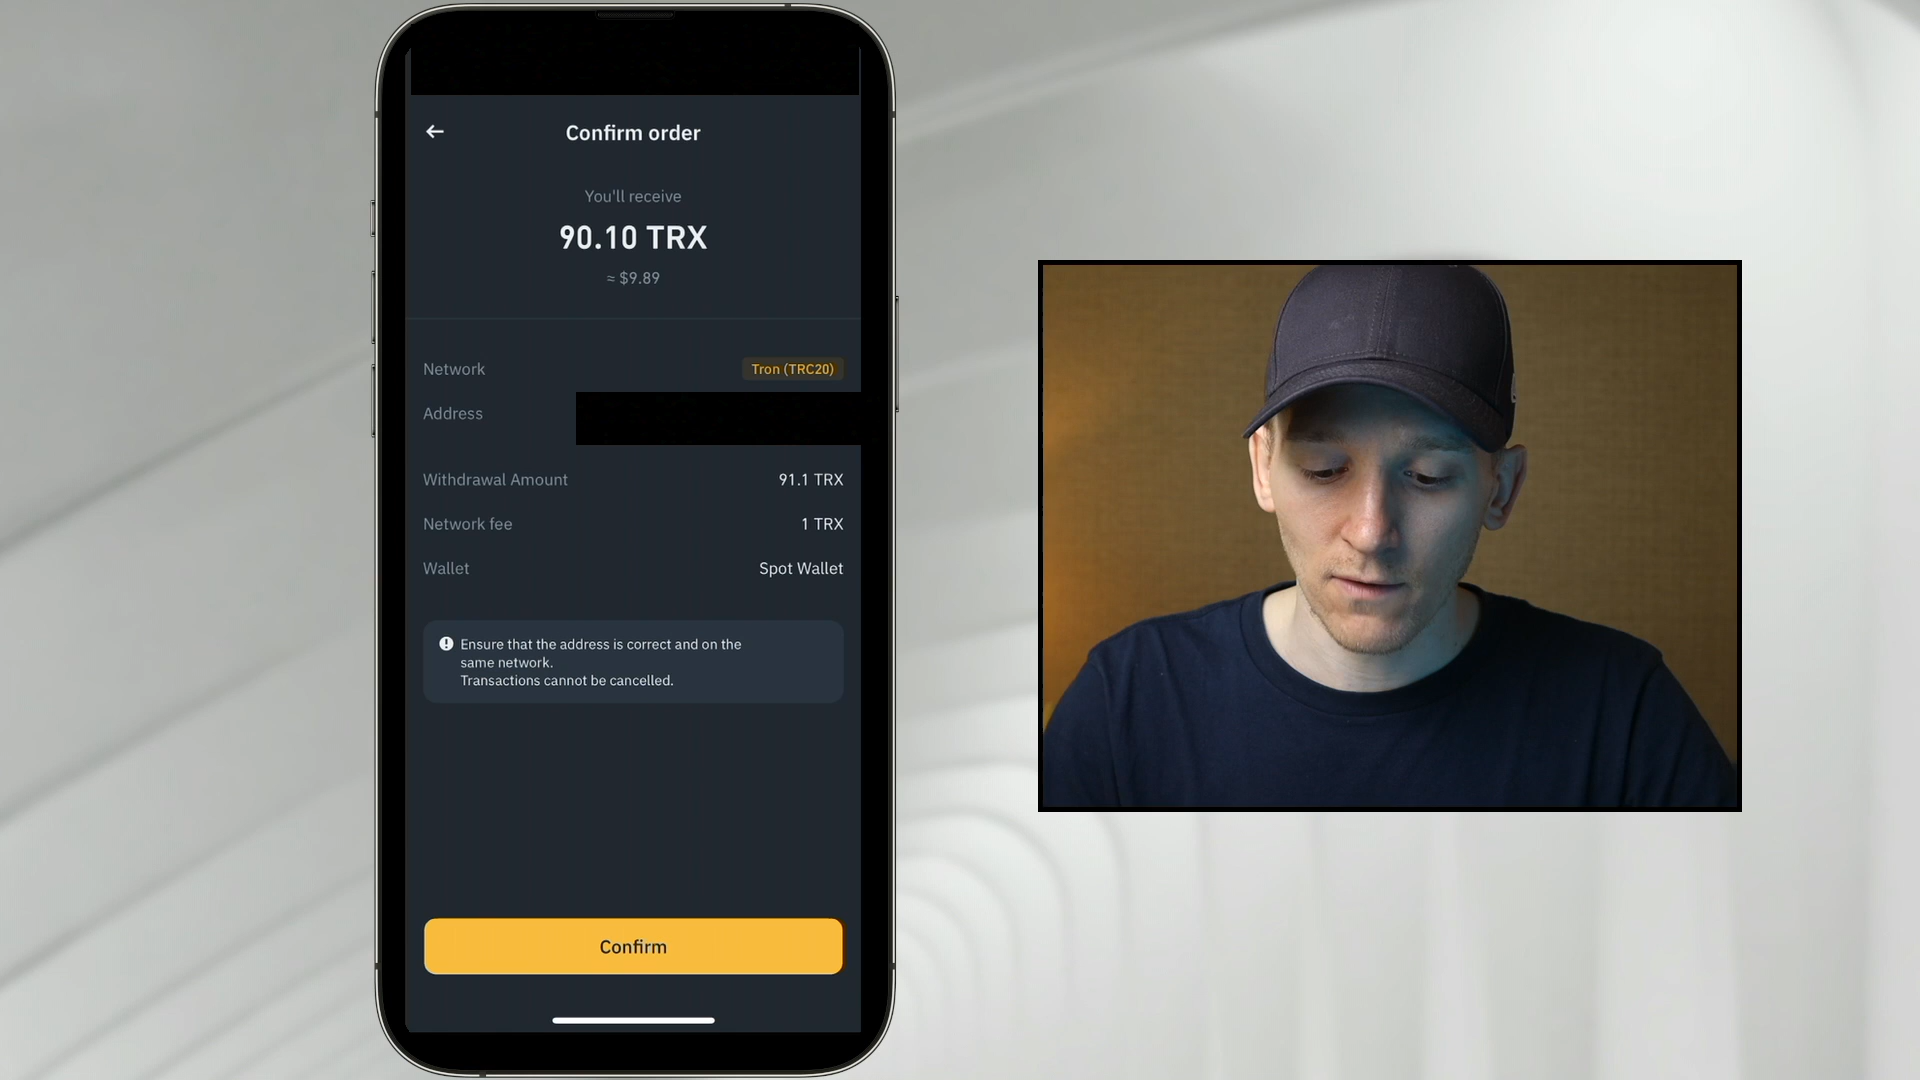 Confirm order
You'll receive
90.10 TRX
≈ $9.89
Network
Tron (TRC20)
Address
Withdrawal Amount
91.1 TRX
Network fee
1 TRX
Wallet
Spot Wallet
Ensure that the address is correct and on the
same network.
Transactions cannot be cancelled.
Confirm